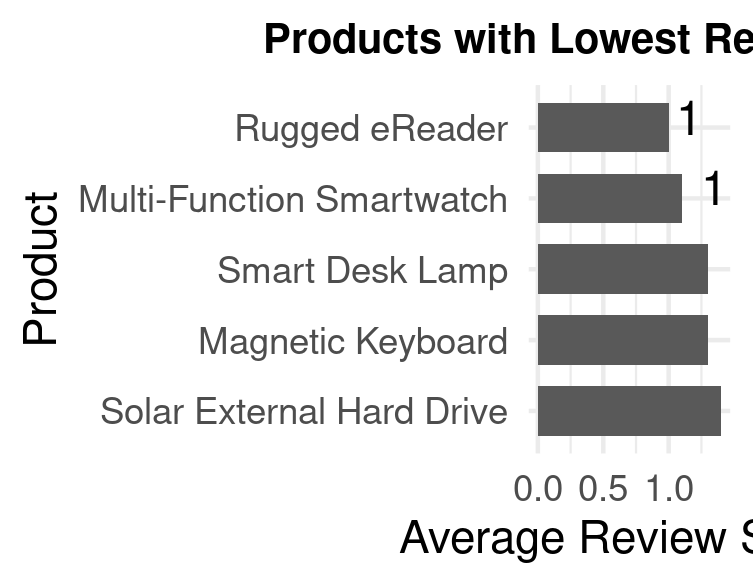 Products with Lowest Re
Rugged eReader 1
Multi-Function Smartwatch 1
Smart Desk Lamp
Magnetic Keyboard
Solar External Hard Drive
0.0 0.5 1.0
Average Review S
Product